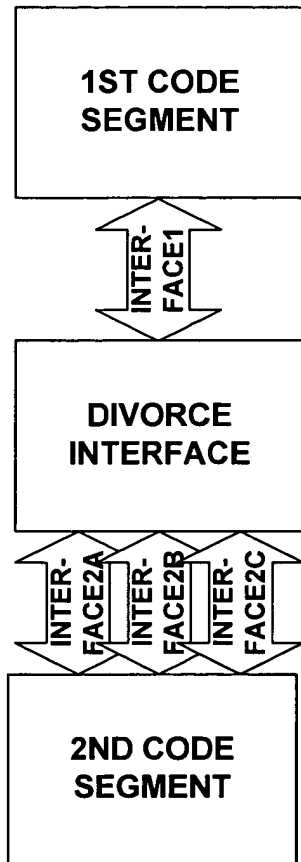 1ST CODE
SEGMENT
INTER-
FACE1
DIVORCE
INTERFACE
INTER-
FACE2A
INTER-
FACE2B
INTER-
FACE2C
2ND CODE
SEGMENT